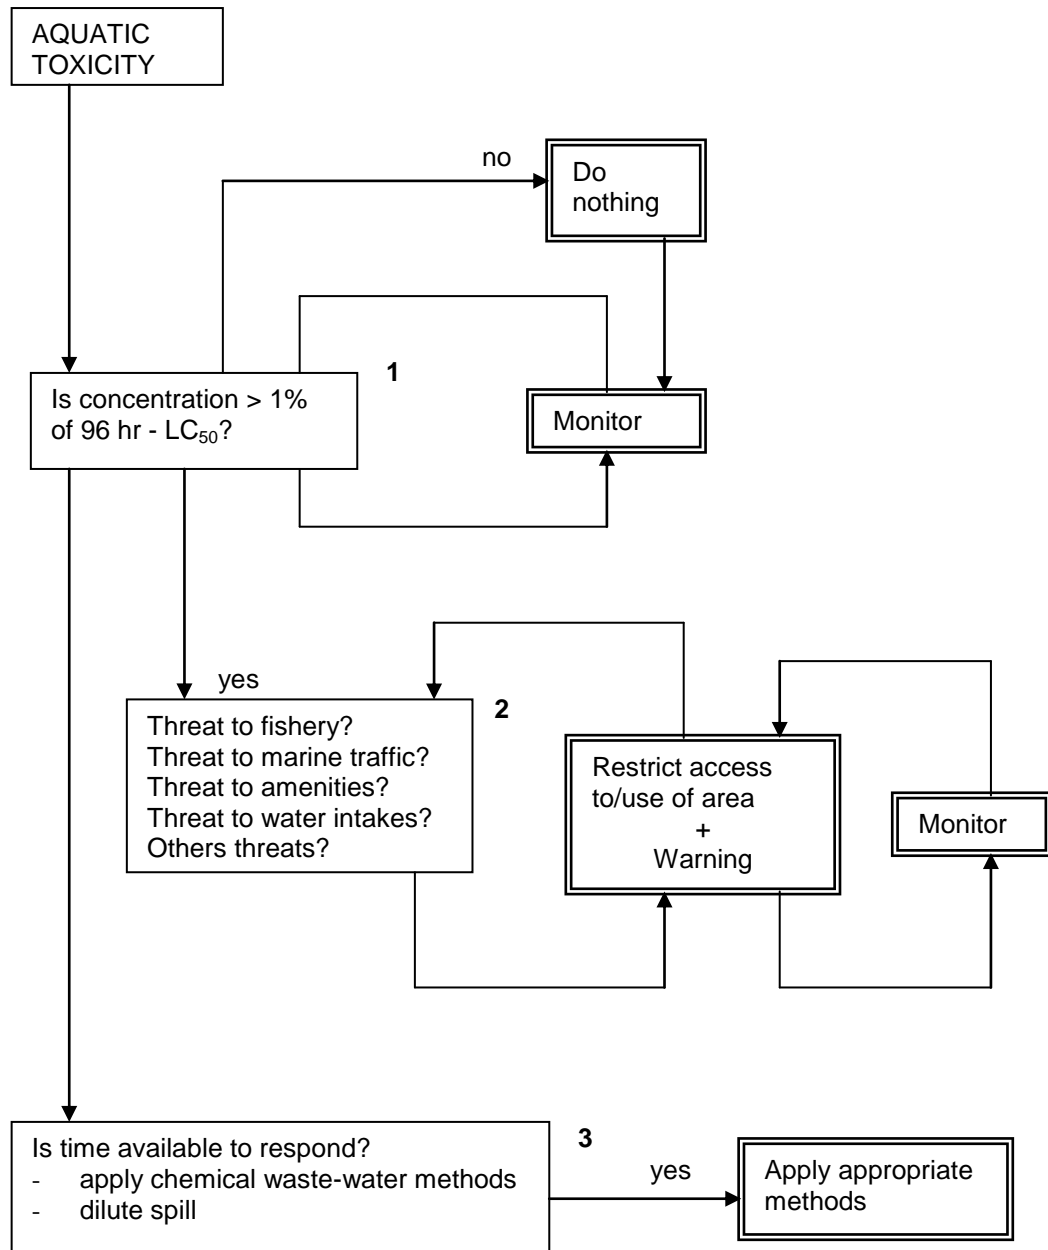 AQUATIC
TOXICITY
no
Do
nothing
1
Is concentration > 1%
of 96 hr - LC₅₀?
Monitor
yes
2
Threat to fishery?
Threat to marine traffic?
Threat to amenities?
Threat to water intakes?
Others threats?
Restrict access
to/use of area
+
Warning
Monitor
3
Is time available to respond?
- apply chemical waste-water methods
- dilute spill
yes
Apply appropriate
methods